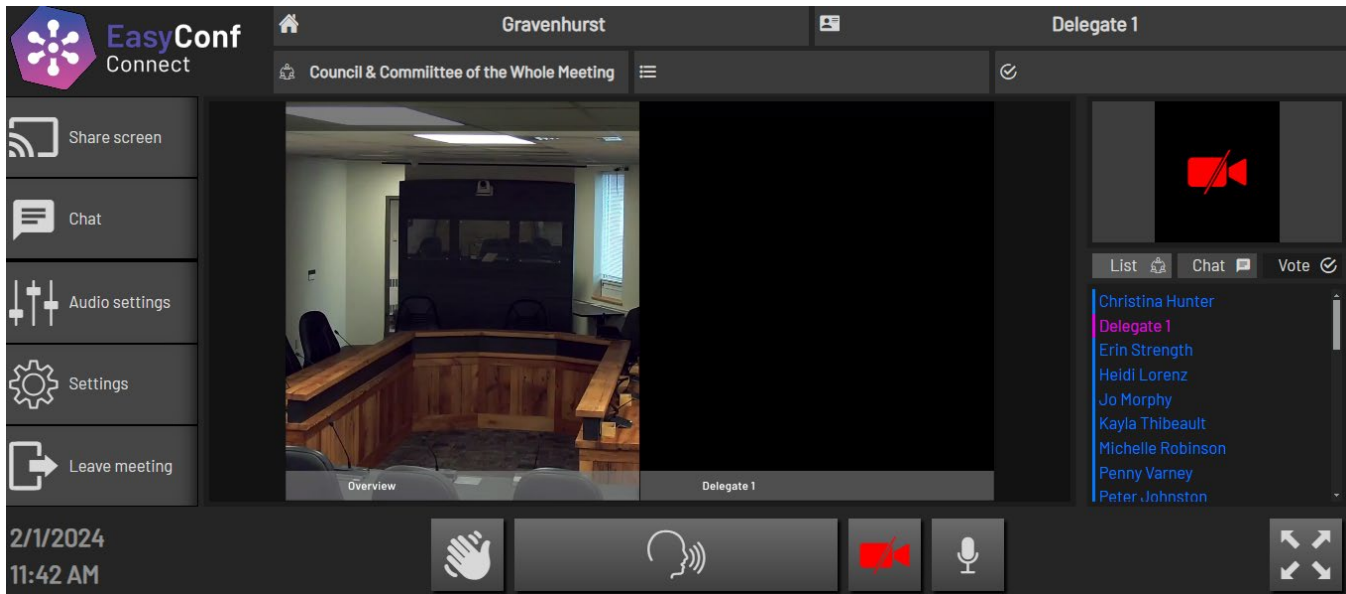 EasyConf
Connect
Gravenhurst
Delegate 1
Council & Commiittee of the Whole Meeting
Share screen
Chat
Audio settings
Settings
Leave meeting
Overview
Delegate 1
List
Chat
Vote
Christina Hunter
Delegate 1
Erin Strength
Heidi Lorenz
Jo Morphy
Kayla Thibeault
Michelle Robinson
Penny Varney
Peter Johnston
2/1/2024
11:42 AM